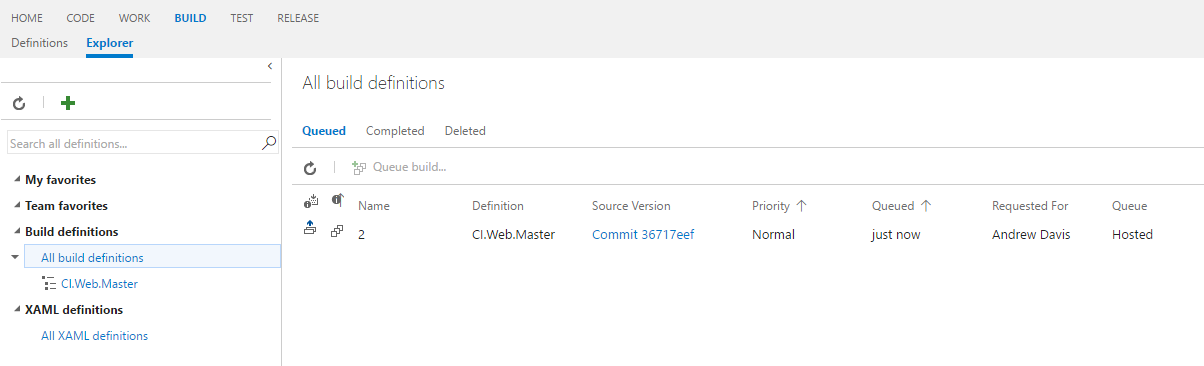 HOME CODE WORK BUILD TEST RELEASE
Definitions Explorer
All build definitions
Queued Completed Deleted
Search all definitions...
Queue build...
My favorites
Team favorites
Build definitions
All build definitions
CI.Web.Master
XAML definitions
All XAML definitions
Name Definition Source Version Priority Queued Requested For Queue
2 CI.Web.Master Commit 36717eef Normal just now Andrew Davis Hosted